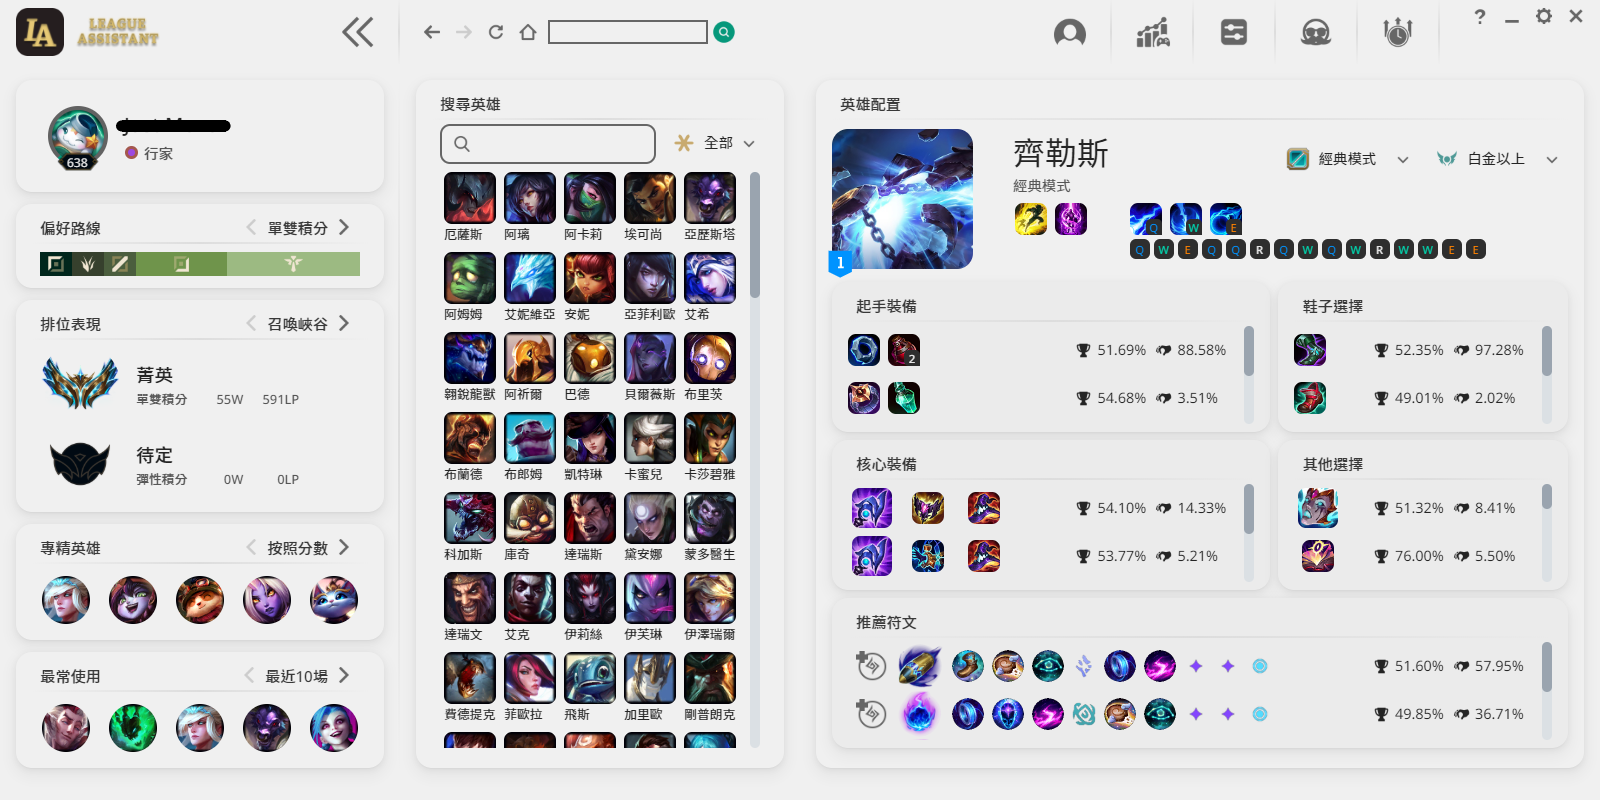 LA
LEAGUE
ASSISTANT
?
638
行家
偏好路線
單雙積分
排位表現
召喚峽谷
菁英
單雙積分 55W 591LP
待定
彈性積分 0W 0LP
專精英雄
按照分數
最常使用
最近10場
搜尋英雄
全部
厄薩斯 阿璃 阿卡莉 埃可尚 亞歷斯塔
阿姆姆 艾妮維亞 安妮 亞菲利歐 艾希
翱銳龍獸 阿祈爾 巴德 貝爾薇斯 布里茨
布蘭德 布郎姆 凱特琳 卡蜜兒 卡莎碧雅
科加斯 庫奇 達瑞斯 黛安娜 蒙多醫生
達瑞文 艾克 伊莉絲 伊芙琳 伊澤瑞爾
費德提克 菲歐拉 飛斯 加里歐 剛普朗克
英雄配置
齊勒斯
經典模式
經典模式
白金以上
1
Q W E
Q W E Q Q R Q W Q W R W W E E
起手裝備
2
51.69% 88.58%
54.68% 3.51%
鞋子選擇
52.35% 97.28%
49.01% 2.02%
核心裝備
54.10% 14.33%
53.77% 5.21%
其他選擇
51.32% 8.41%
76.00% 5.50%
推薦符文
51.60% 57.95%
49.85% 36.71%